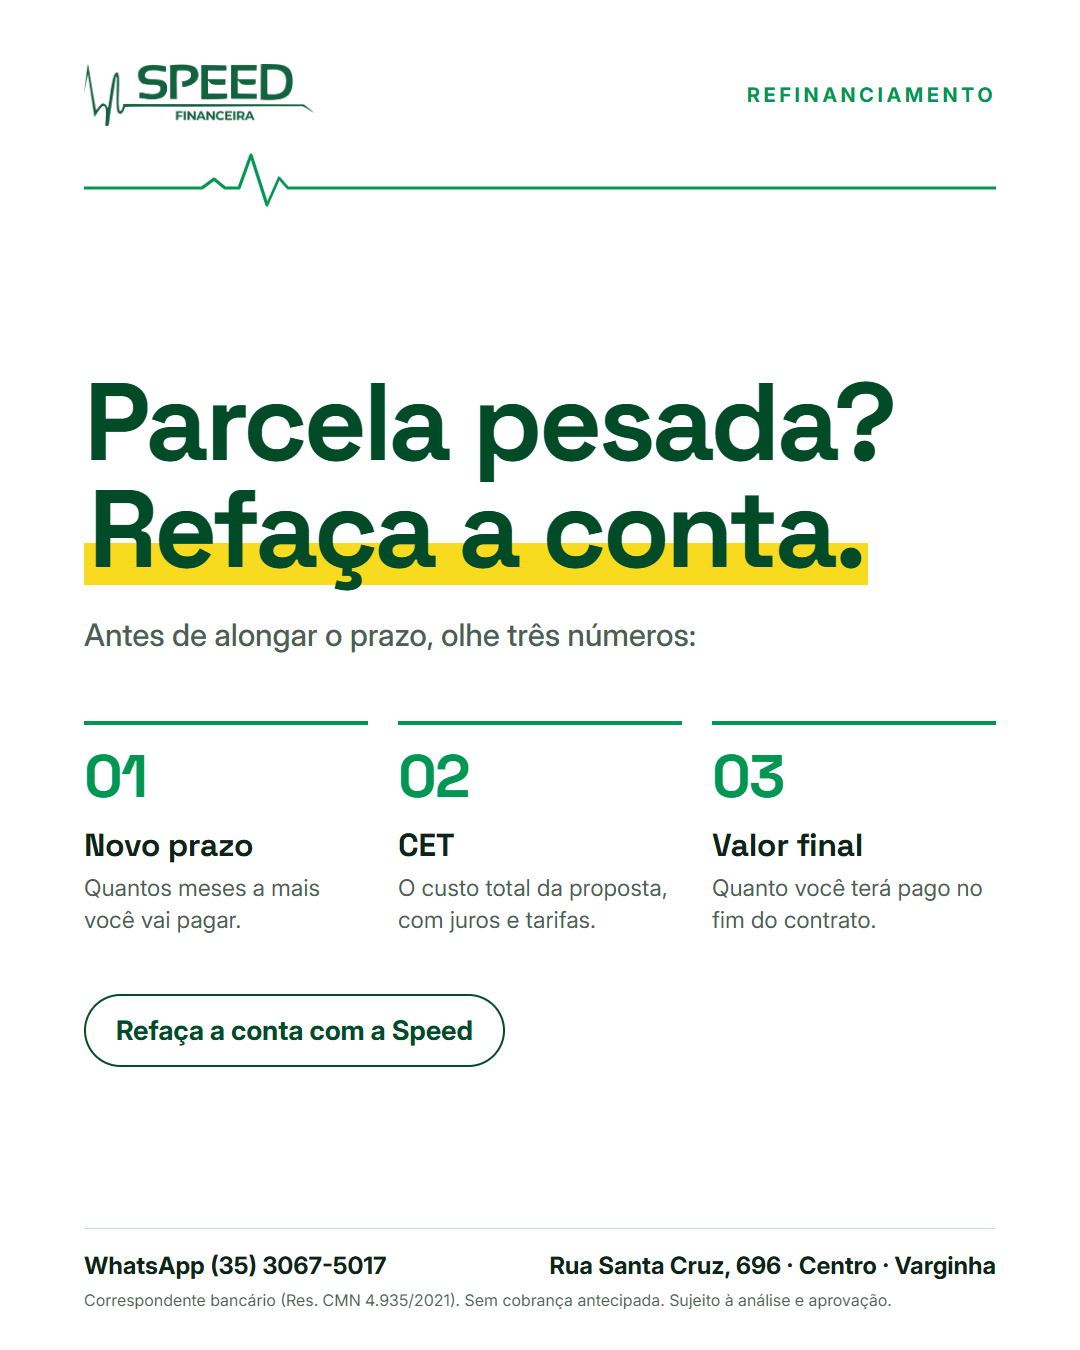 SPEED
FINANCEIRA
REFINANCIAMENTO
Parcela pesada?
Refaça a conta.
Antes de alongar o prazo, olhe três números:
01
Novo prazo
Quantos meses a mais
você vai pagar.
02
CET
O custo total da proposta,
com juros e tarifas.
03
Valor final
Quanto você terá pago no
fim do contrato.
Refaça a conta com a Speed
WhatsApp (35) 3067-5017
Rua Santa Cruz, 696 · Centro · Varginha
Correspondente bancário (Res. CMN 4.935/2021). Sem cobrança antecipada. Sujeito à análise e aprovação.